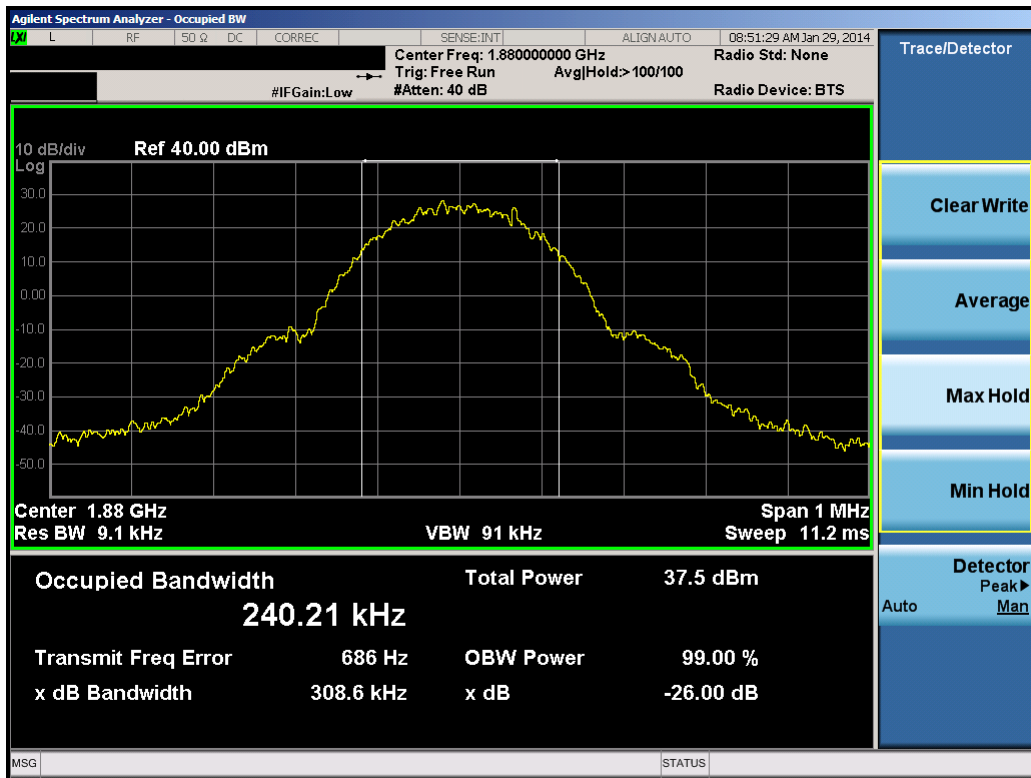 Agilent Spectrum Analyzer - Occupied BW
LXI L RF 50 Ω DC CORREC SENSE:INT ALIGN AUTO 08:51:29 AM Jan 29, 2014
Center Freq: 1.880000000 GHz Radio Std: None
Trig: Free Run Avg|Hold:>100/100
#IFGain:Low #Atten: 40 dB Radio Device: BTS
10 dB/div Ref 40.00 dBm
Log
30.0
20.0
10.0
0.00
-10.0
-20.0
-30.0
-40.0
-50.0
Center 1.88 GHz Span 1 MHz
Res BW 9.1 kHz VBW 91 kHz Sweep 11.2 ms
Occupied Bandwidth Total Power 37.5 dBm
240.21 kHz
Transmit Freq Error 686 Hz OBW Power 99.00 %
x dB Bandwidth 308.6 kHz x dB -26.00 dB
MSG STATUS
Trace/Detector
Clear Write
Average
Max Hold
Min Hold
Detector
Peak▶
Auto Man